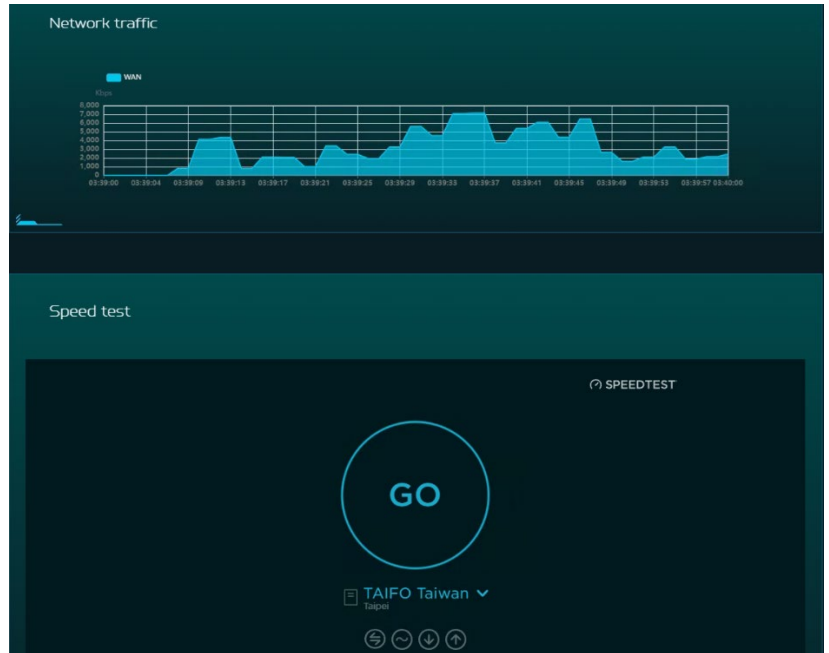 Network traffic
WAN
Kbps
8,000
7,000
6,000
5,000
4,000
3,000
2,000
1,000
0
03:39:00 03:39:04 03:39:09 03:39:13 03:39:17 03:39:21 03:39:25 03:39:29 03:39:33 03:39:37 03:39:41 03:39:45 03:39:49 03:39:53 03:39:57 03:40:00
Speed test
SPEEDTEST
GO
TAIFO Taiwan
Taipei